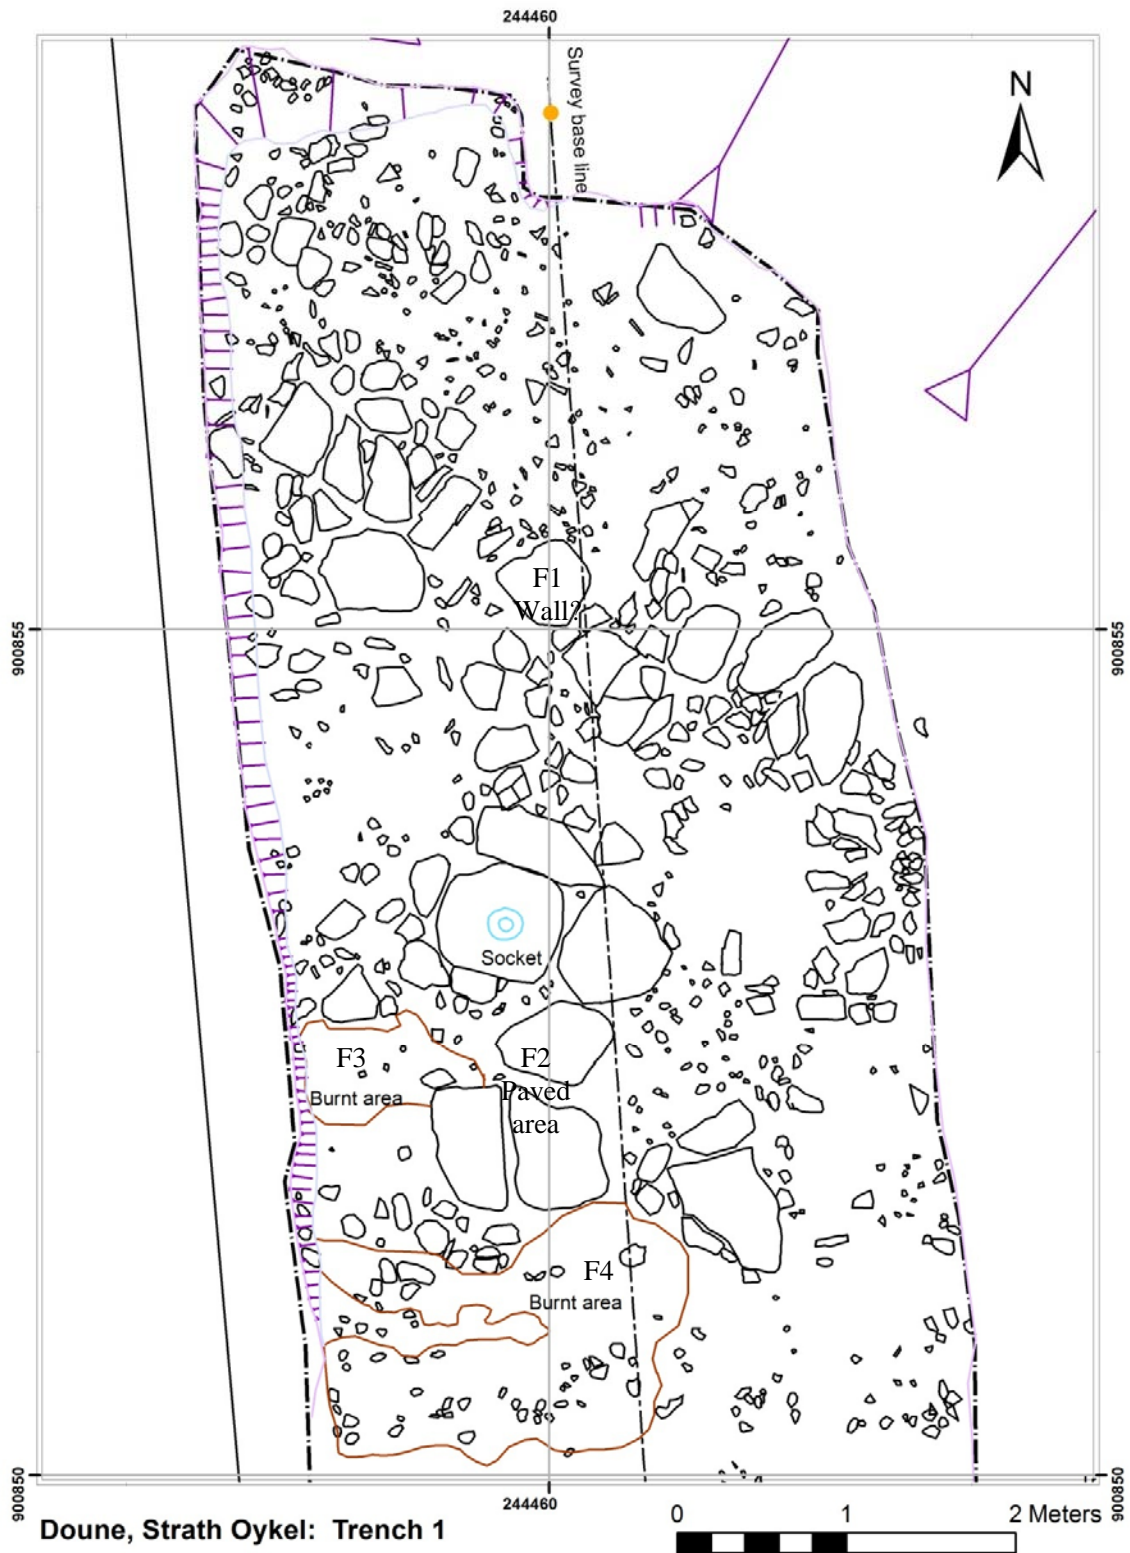 244460
Survey base line
N
F1
Wall?
900855
900855
Socket
F3
Burnt area
F2
Paved
area
F4
Burnt area
900850
900850
244460
Doune, Strath Oykel: Trench 1
0 1 2 Meters